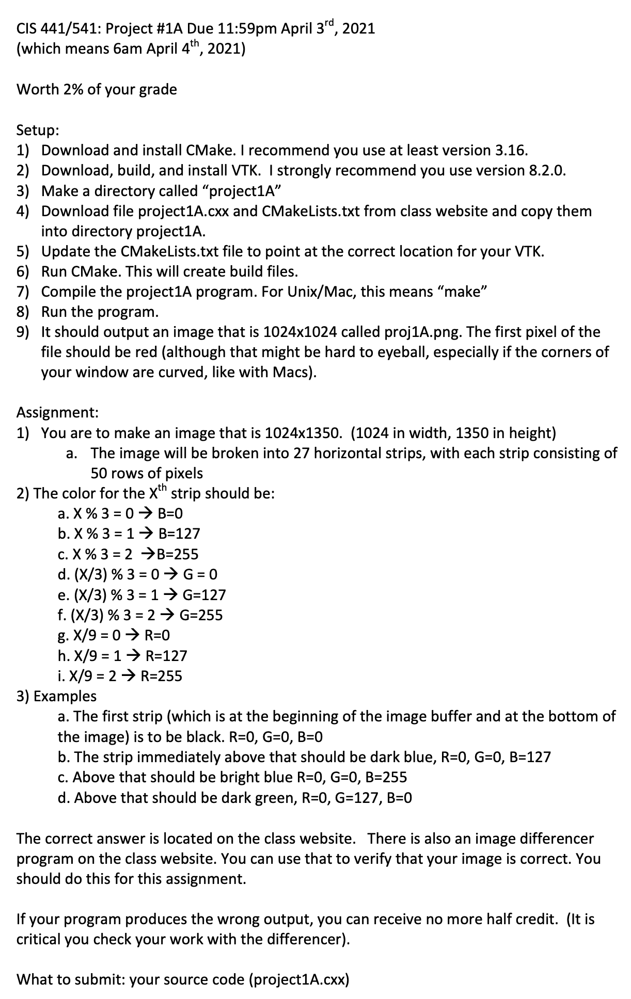 CIS 441/541: Project #1A Due 11:59pm April 3rd, 2021
(which means 6am April 4th, 2021)
Worth 2% of your grade
Setup:
1) Download and install CMake. I recommend you use at least version 3.16.
2) Download, build, and install VTK.  I strongly recommend you use version 8.2.0.
3) Make a directory called “project1A”
4) Download file project1A.cxx and CMakeLists.txt from class website and copy them
into directory project1A.
5) Update the CMakeLists.txt file to point at the correct location for your VTK.
6) Run CMake. This will create build files.
7) Compile the project1A program. For Unix/Mac, this means “make”
8) Run the program.
9) It should output an image that is 1024x1024 called proj1A.png. The first pixel of the
file should be red (although that might be hard to eyeball, especially if the corners of
your window are curved, like with Macs).
Assignment:
1) You are to make an image that is 1024x1350.  (1024 in width, 1350 in height)
a. The image will be broken into 27 horizontal strips, with each strip consisting of
50 rows of pixels
2) The color for the Xth strip should be:
a. X % 3 = 0 → B=0
b. X % 3 = 1 → B=127
c. X % 3 = 2 →B=255
d. (X/3) % 3 = 0 → G = 0
e. (X/3) % 3 = 1 → G=127
f. (X/3) % 3 = 2 → G=255
g. X/9 = 0 → R=0
h. X/9 = 1 → R=127
i. X/9 = 2 → R=255
3) Examples
a. The first strip (which is at the beginning of the image buffer and at the bottom of
the image) is to be black. R=0, G=0, B=0
b. The strip immediately above that should be dark blue, R=0, G=0, B=127
c. Above that should be bright blue R=0, G=0, B=255
d. Above that should be dark green, R=0, G=127, B=0
The correct answer is located on the class website.   There is also an image differencer
program on the class website. You can use that to verify that your image is correct. You
should do this for this assignment.
If your program produces the wrong output, you can receive no more half credit.  (It is
critical you check your work with the differencer).
What to submit: your source code (project1A.cxx)